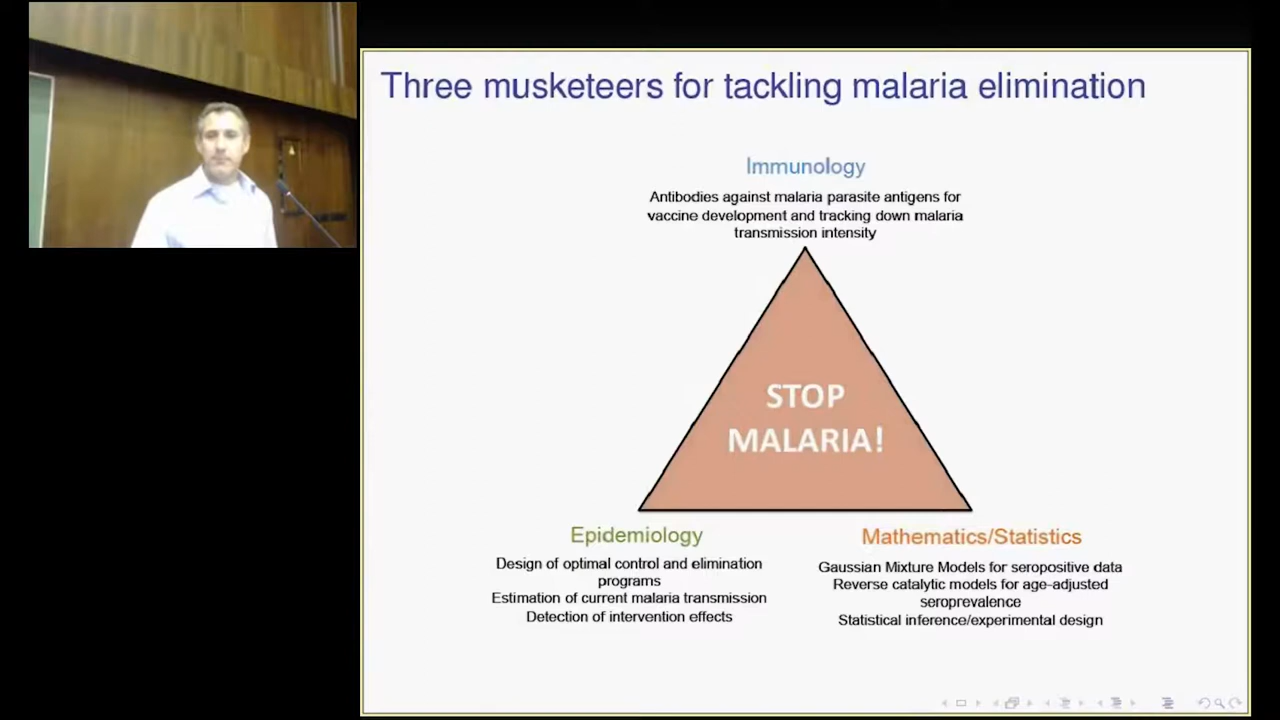 Three musketeers for tackling malaria elimination
Immunology
Antibodies against malaria parasite antigens for
vaccine development and tracking down malaria
transmission intensity
STOP
MALARIA!
Epidemiology
Design of optimal control and elimination
programs
Estimation of current malaria transmission
Detection of intervention effects
Mathematics/Statistics
Gaussian Mixture Models for seropositive data
Reverse catalytic models for age-adjusted
seroprevalence
Statistical inference/experimental design